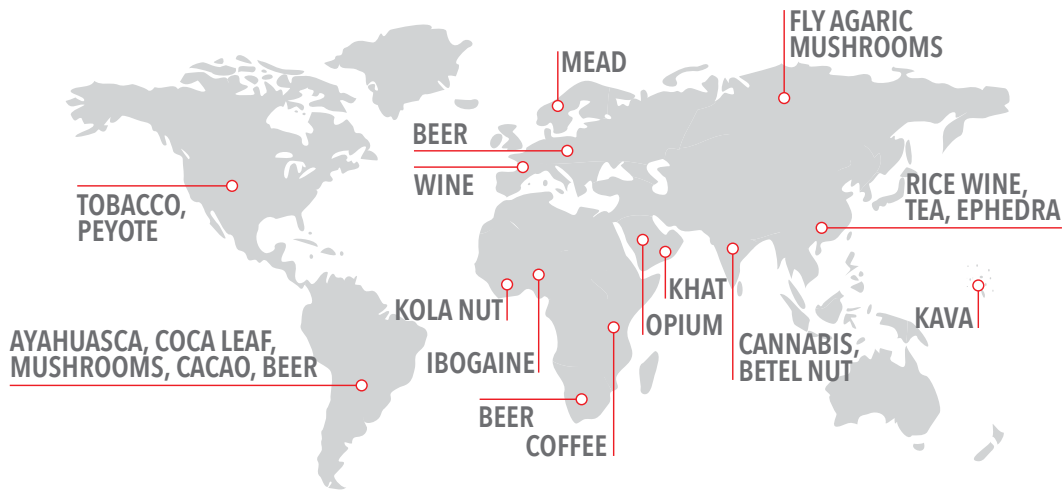 FLY AGARIC
MUSHROOMS
MEAD
BEER
WINE
TOBACCO,
PEYOTE
RICE WINE,
TEA, EPHEDRA
KOLA NUT
KHAT
OPIUM
KAVA
AYAHUASCA, COCA LEAF,
MUSHROOMS, CACAO, BEER
IBOGAINE
CANNABIS,
BETEL NUT
BEER
COFFEE